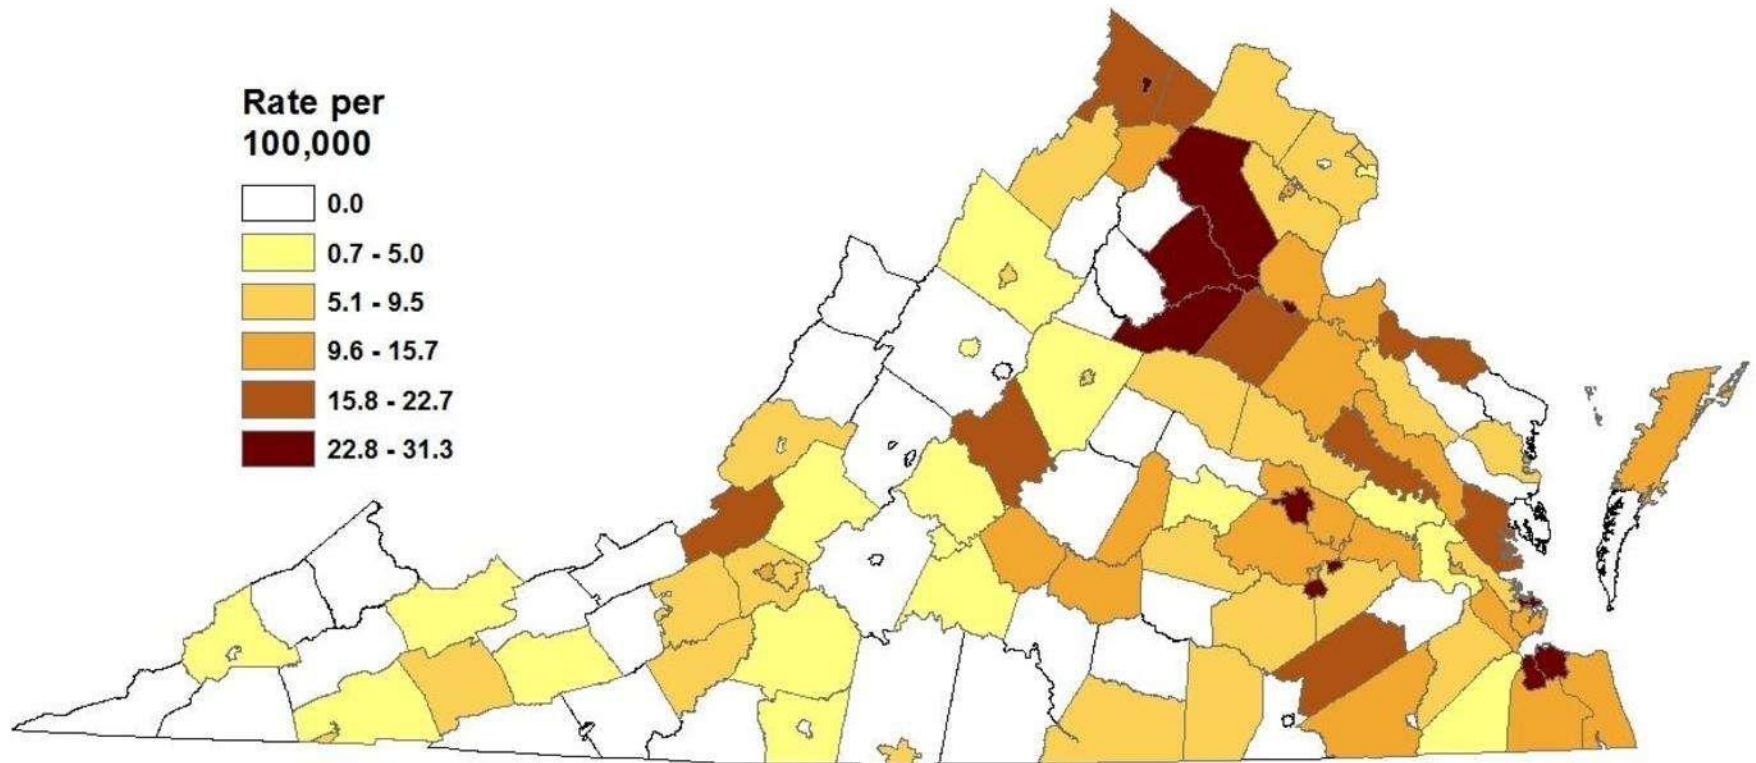 Rate per
100,000
0.0
0.7 - 5.0
5.1 - 9.5
9.6 - 15.7
15.8 - 22.7
22.8 - 31.3